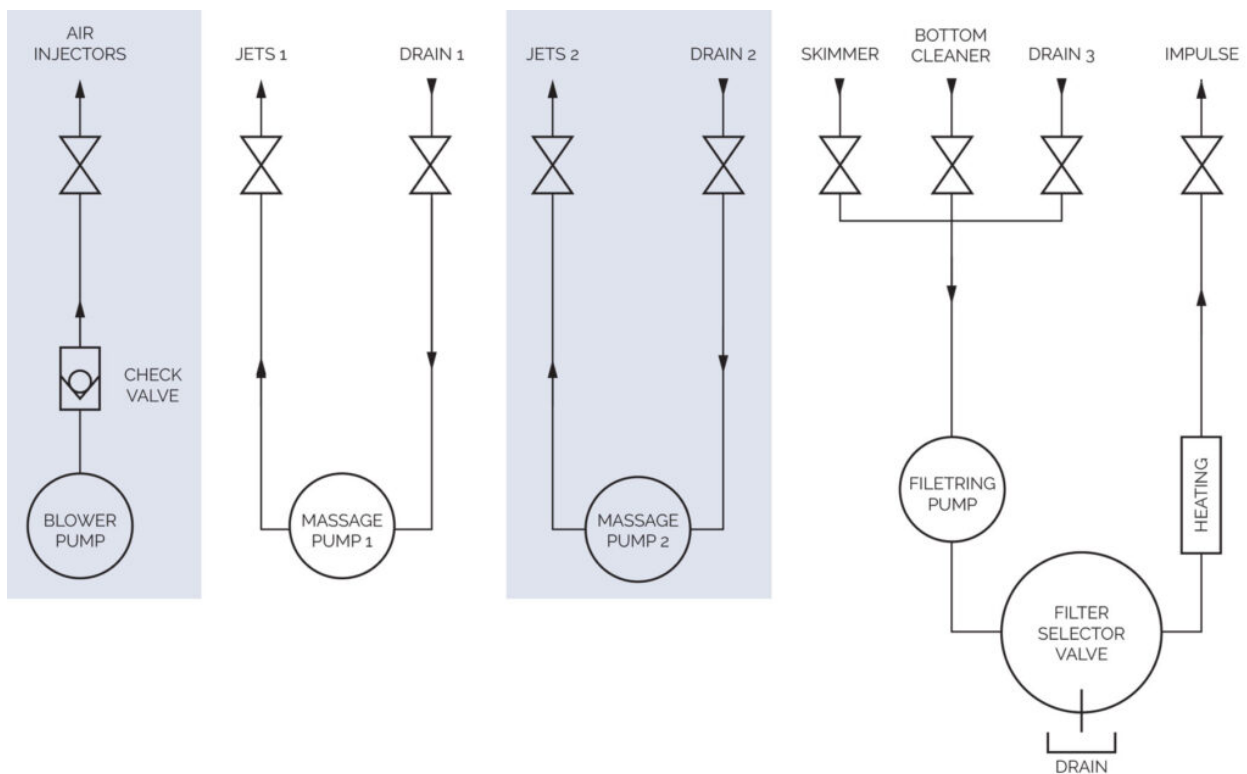 AIR
INJECTORS
JETS 1
DRAIN 1
JETS 2
DRAIN 2
SKIMMER
BOTTOM
CLEANER
DRAIN 3
IMPULSE
CHECK
VALVE
BLOWER
PUMP
MASSAGE
PUMP 1
MASSAGE
PUMP 2
FILETRING
PUMP
HEATING
FILTER
SELECTOR
VALVE
DRAIN